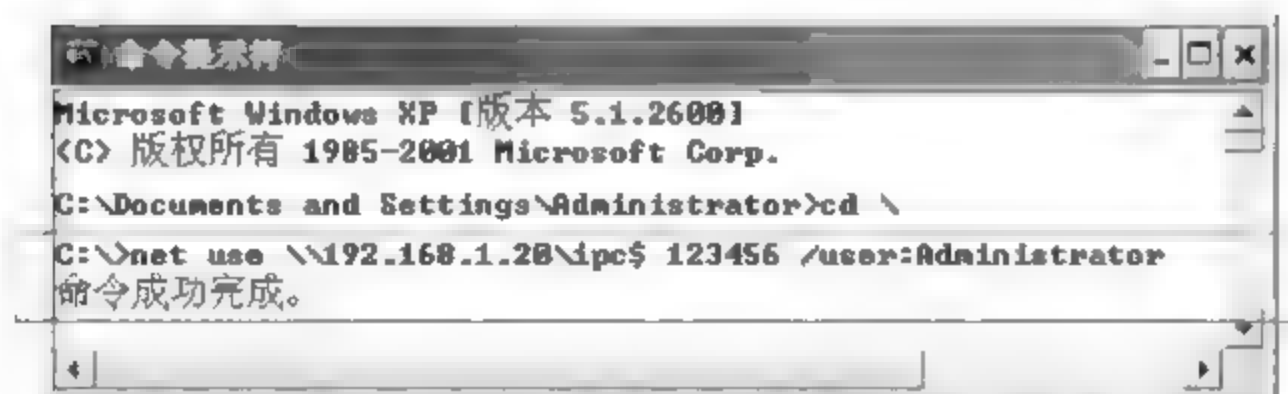 命令提示符
Microsoft Windows XP [版本 5.1.2600]
(C) 版权所有 1985-2001 Microsoft Corp.
C:\Documents and Settings\Administrator>cd \
C:\>net use \\192.168.1.20\ipc$ 123456 /user:Administrator
命令成功完成。